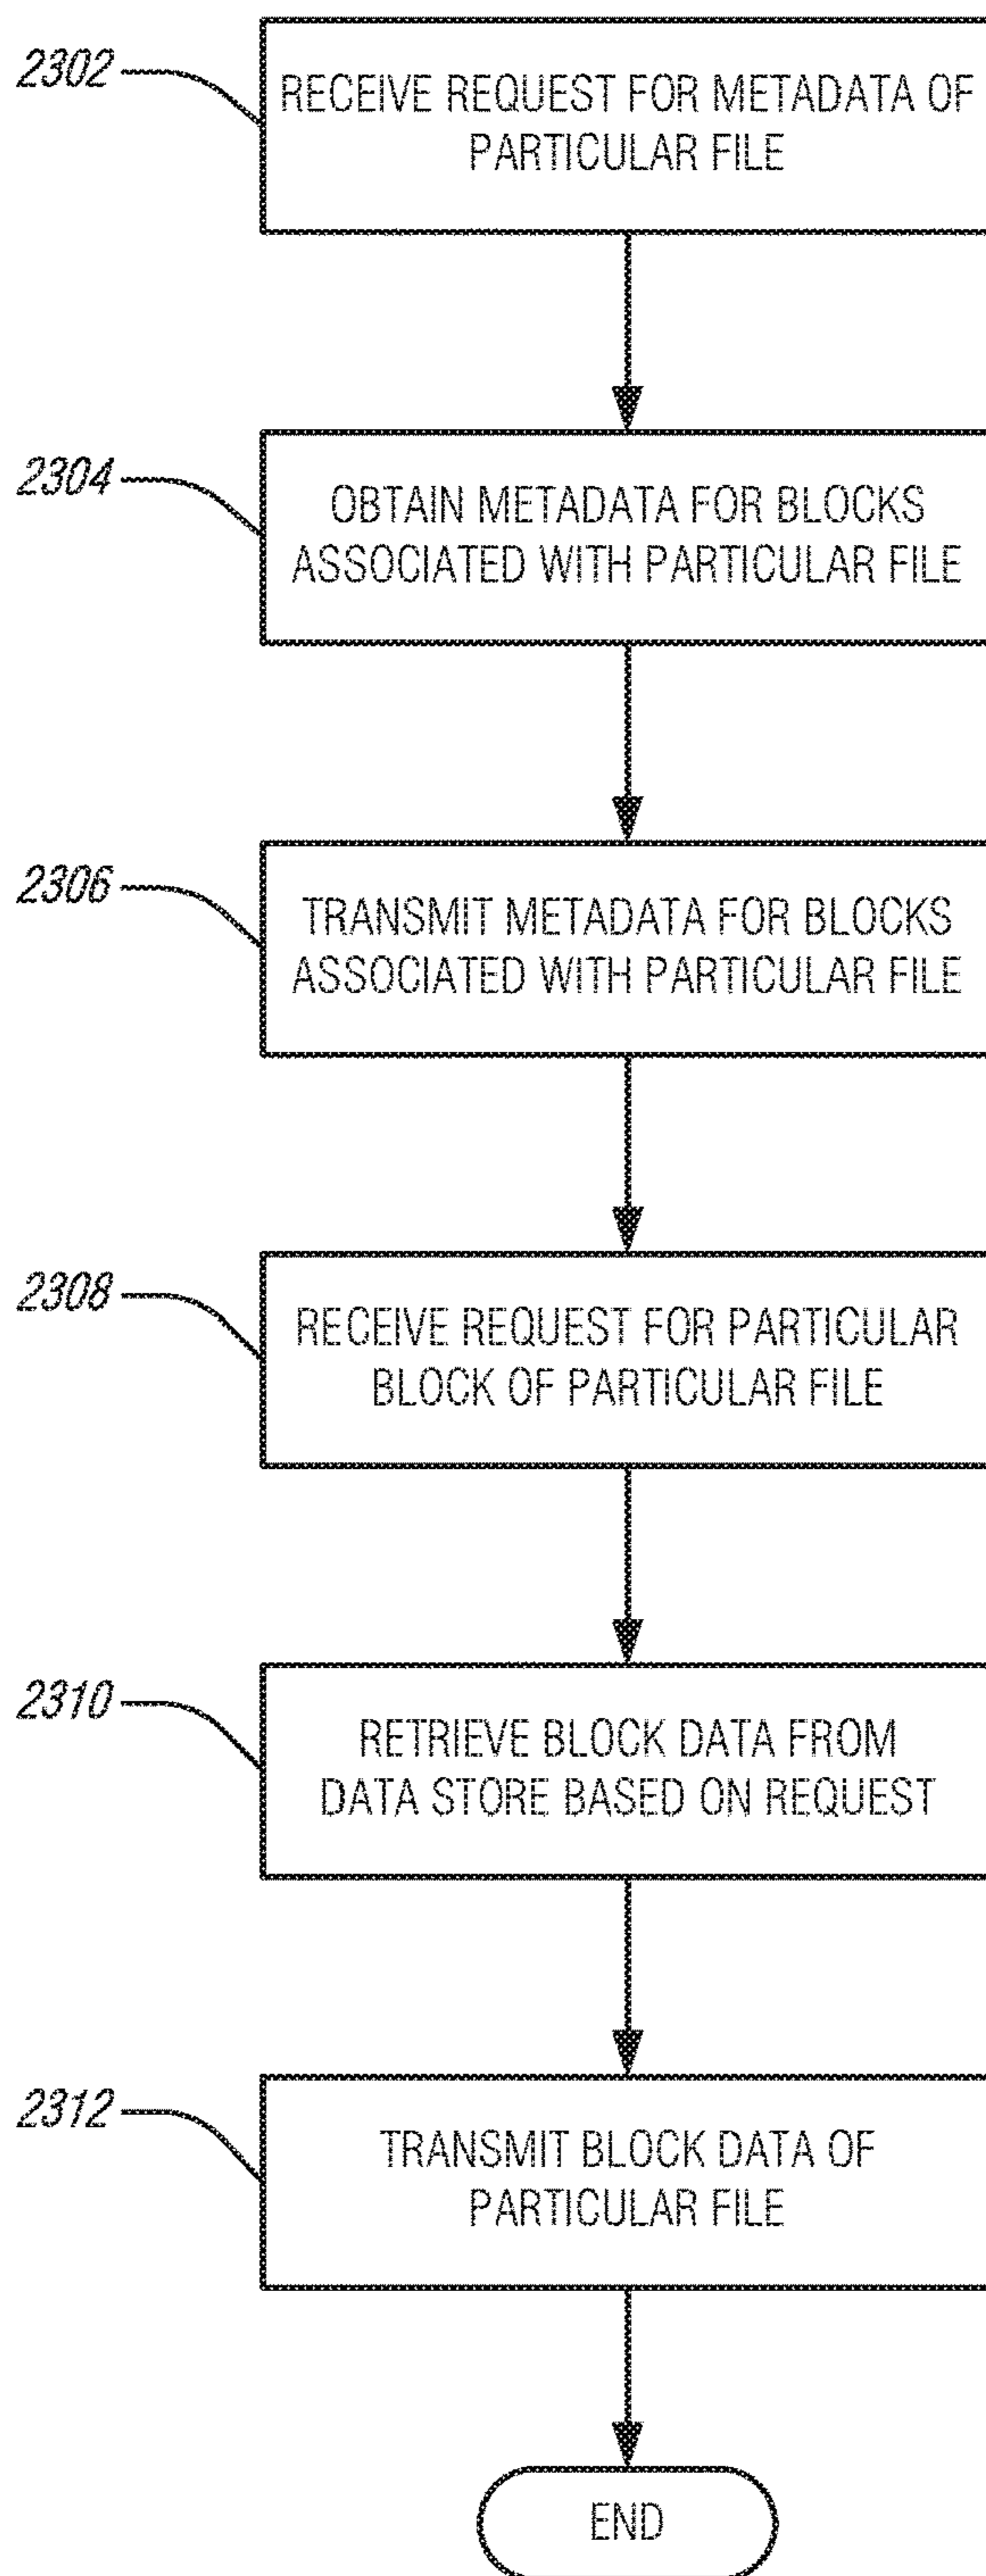 2302
RECEIVE REQUEST FOR METADATA OF
PARTICULAR FILE
2304
OBTAIN METADATA FOR BLOCKS
ASSOCIATED WITH PARTICULAR FILE
2306
TRANSMIT METADATA FOR BLOCKS
ASSOCIATED WITH PARTICULAR FILE
2308
RECEIVE REQUEST FOR PARTICULAR
BLOCK OF PARTICULAR FILE
2310
RETRIEVE BLOCK DATA FROM
DATA STORE BASED ON REQUEST
2312
TRANSMIT BLOCK DATA OF
PARTICULAR FILE
END